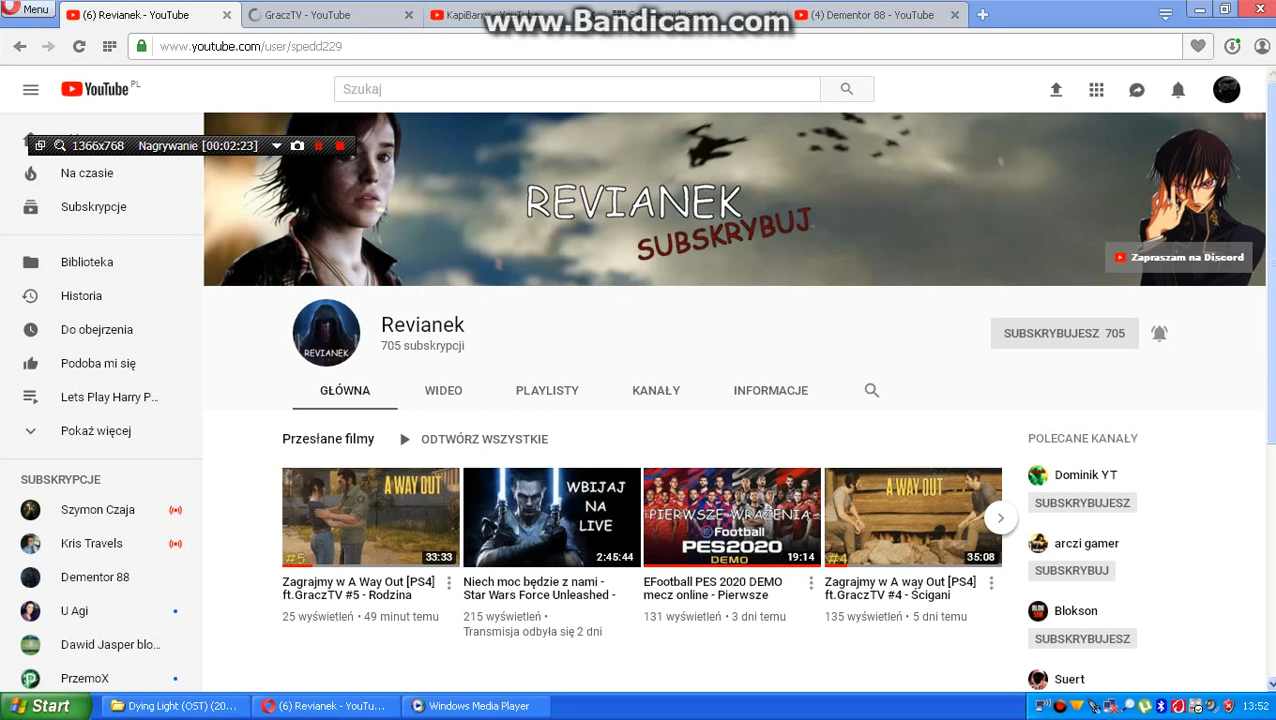 Menu
(6) Revianek - YouTube
GraczTV - YouTube
KapiBarry
(4) Dementor 88 - YouTube
www.Bandicam.com
www.youtube.com/user/spedd229
YouTube PL
Szukaj
1366x768 Nagrywanie [00:02:23]
Na czasie
Subskrypcje
Biblioteka
Historia
Do obejrzenia
Podoba mi się
Lets Play Harry P...
Pokaż więcej
SUBSKRYPCJE
Szymon Czaja
Kris Travels
Dementor 88
U Agi
Dawid Jasper blo...
PrzemoX
REVIANEK
SUBSKRYBUJ
Zapraszam na Discord
REVIANEK
Revianek
705 subskrypcji
SUBSKRYBUJESZ 705
GŁÓWNA
WIDEO
PLAYLISTY
KANAŁY
INFORMACJE
Przesłane filmy
ODTWÓRZ WSZYSTKIE
A WAY OUT
#5
33:33
Zagrajmy w A Way Out [PS4]
ft.GraczTV #5 - Rodzina
25 wyświetleń • 49 minut temu
WBIJAJ
NA
LIVE
2:45:44
Niech moc będzie z nami -
Star Wars Force Unleashed -
215 wyświetleń •
Transmisja odbyła się 2 dni
PIERWSZE WRAŻENIA
eFootball
PES2020
DEMO
19:14
EFootball PES 2020 DEMO
mecz online - Pierwsze
131 wyświetleń • 3 dni temu
A WAY OUT
#4
35:08
Zagrajmy w A way Out [PS4]
ft.GraczTV #4 - Ścigani
135 wyświetleń • 5 dni temu
POLECANE KANAŁY
Dominik YT
SUBSKRYBUJESZ
arczi gamer
SUBSKRYBUJ
Blokson
SUBSKRYBUJESZ
Suert
Start
Dying Light (OST) (20...
(6) Revianek - YouTu...
Windows Media Player
13:52